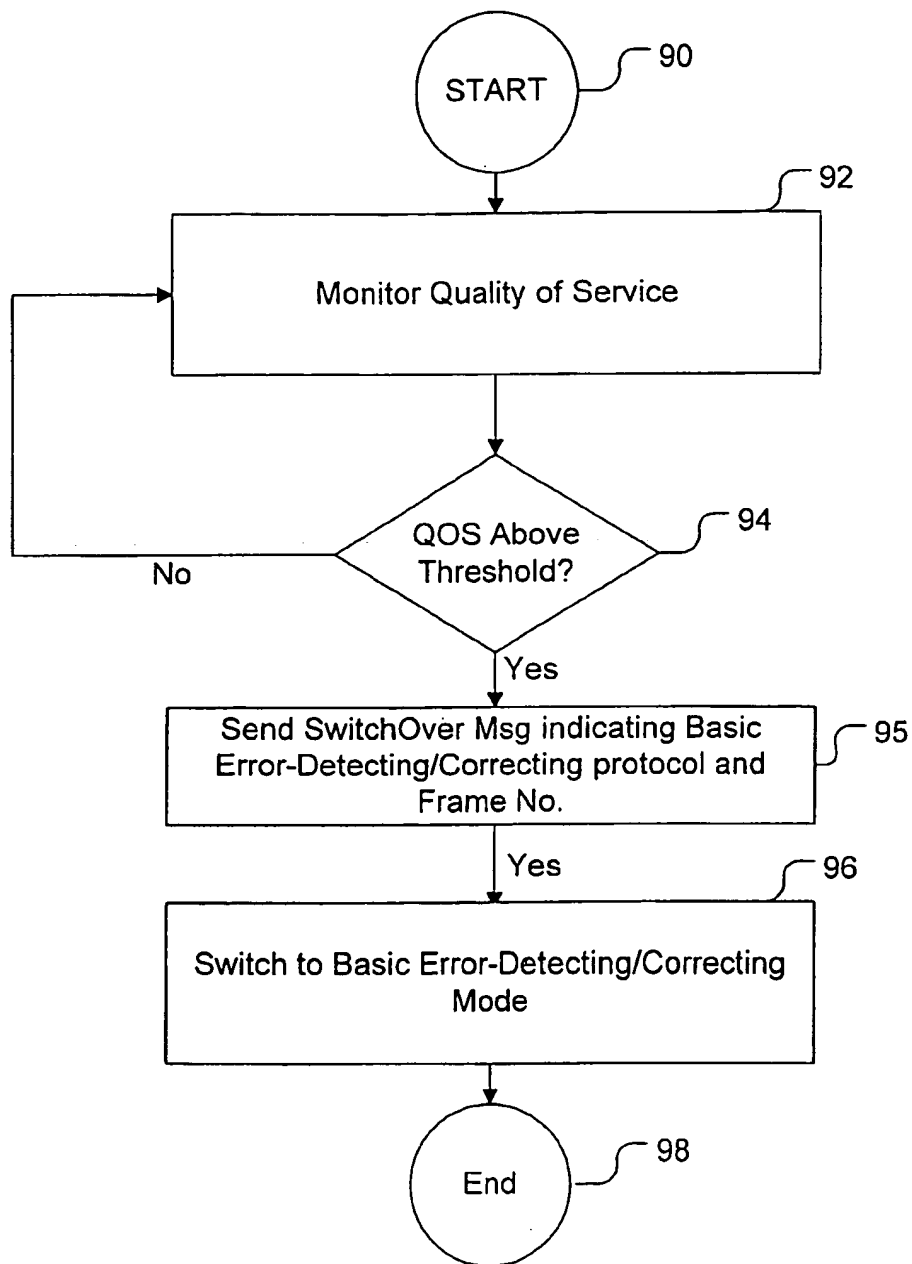 START
90
92
Monitor Quality of Service
QOS Above
Threshold?
94
No
Yes
Send SwitchOver Msg indicating Basic
Error-Detecting/Correcting protocol and
Frame No.
95
Yes
96
Switch to Basic Error-Detecting/Correcting
Mode
End
98